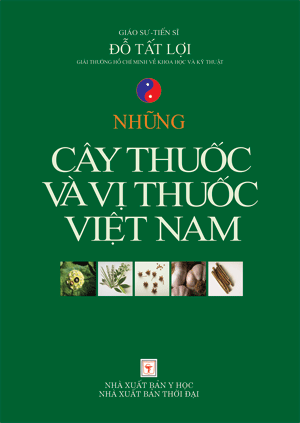 GIÁO SƯ-TIẾN SĨ
ĐỖ TẤT LỢI
GIẢI THƯỞNG HỒ CHÍ MINH VỀ KHOA HỌC VÀ KỸ THUẬT
NHỮNG
CÂY THUỐC
VÀ VỊ THUỐC
VIỆT NAM
NHÀ XUẤT BẢN Y HỌC
NHÀ XUẤT BẢN THỜI ĐẠI